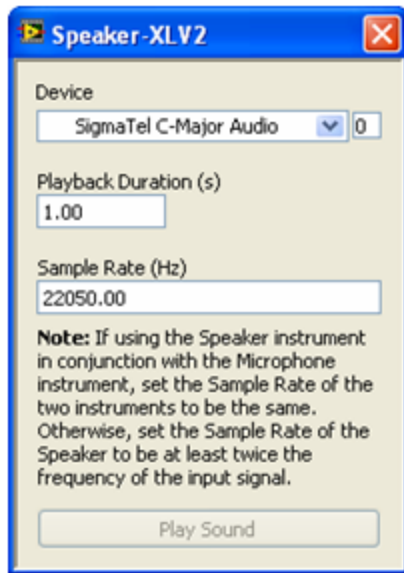 Speaker-XLV2
Device
SigmaTel C-Major Audio 0
Playback Duration (s)
1.00
Sample Rate (Hz)
22050.00
Note: If using the Speaker instrument
in conjunction with the Microphone
instrument, set the Sample Rate of the
two instruments to be the same.
Otherwise, set the Sample Rate of the
Speaker to be at least twice the
frequency of the input signal.
Play Sound